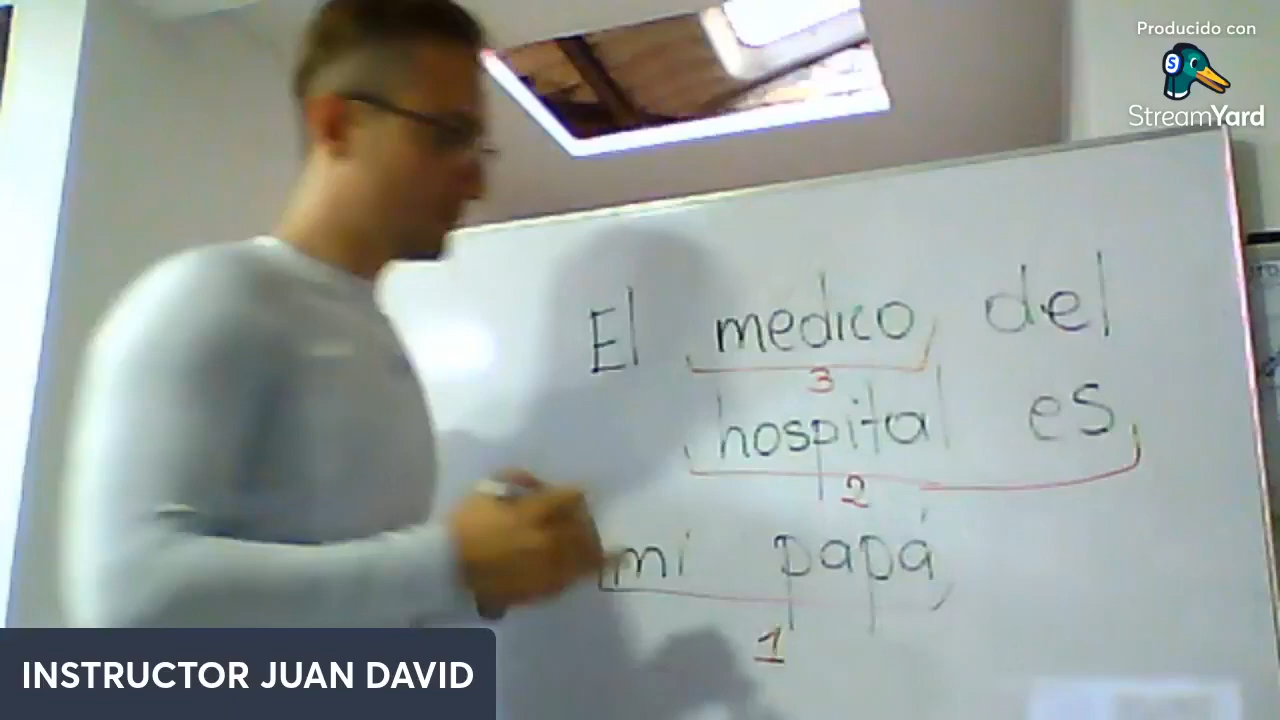 Producido con
StreamYard
El medico del
3
hospital es
2
mi papá
1
INSTRUCTOR JUAN DAVID